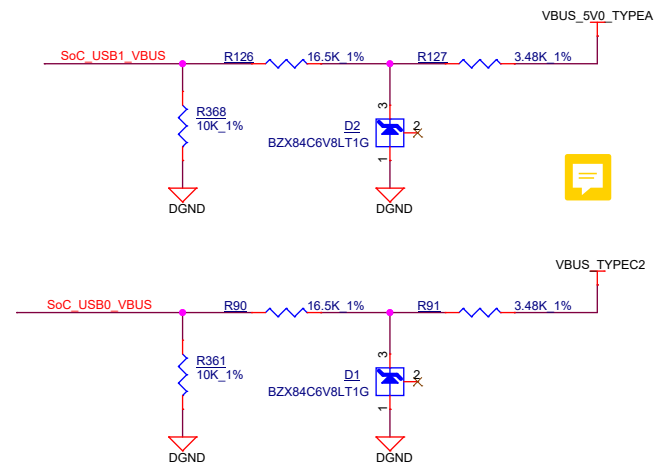 VBUS_5V0_TYPEA
SoC_USB1_VBUS
R126
16.5K_1%
R127
3.48K_1%
R368
10K_1%
3
D2
2
BZX84C6V8LT1G
1
DGND
DGND
VBUS_TYPEC2
SoC_USB0_VBUS
R90
16.5K_1%
R91
3.48K_1%
R361
10K_1%
3
D1
2
BZX84C6V8LT1G
1
DGND
DGND